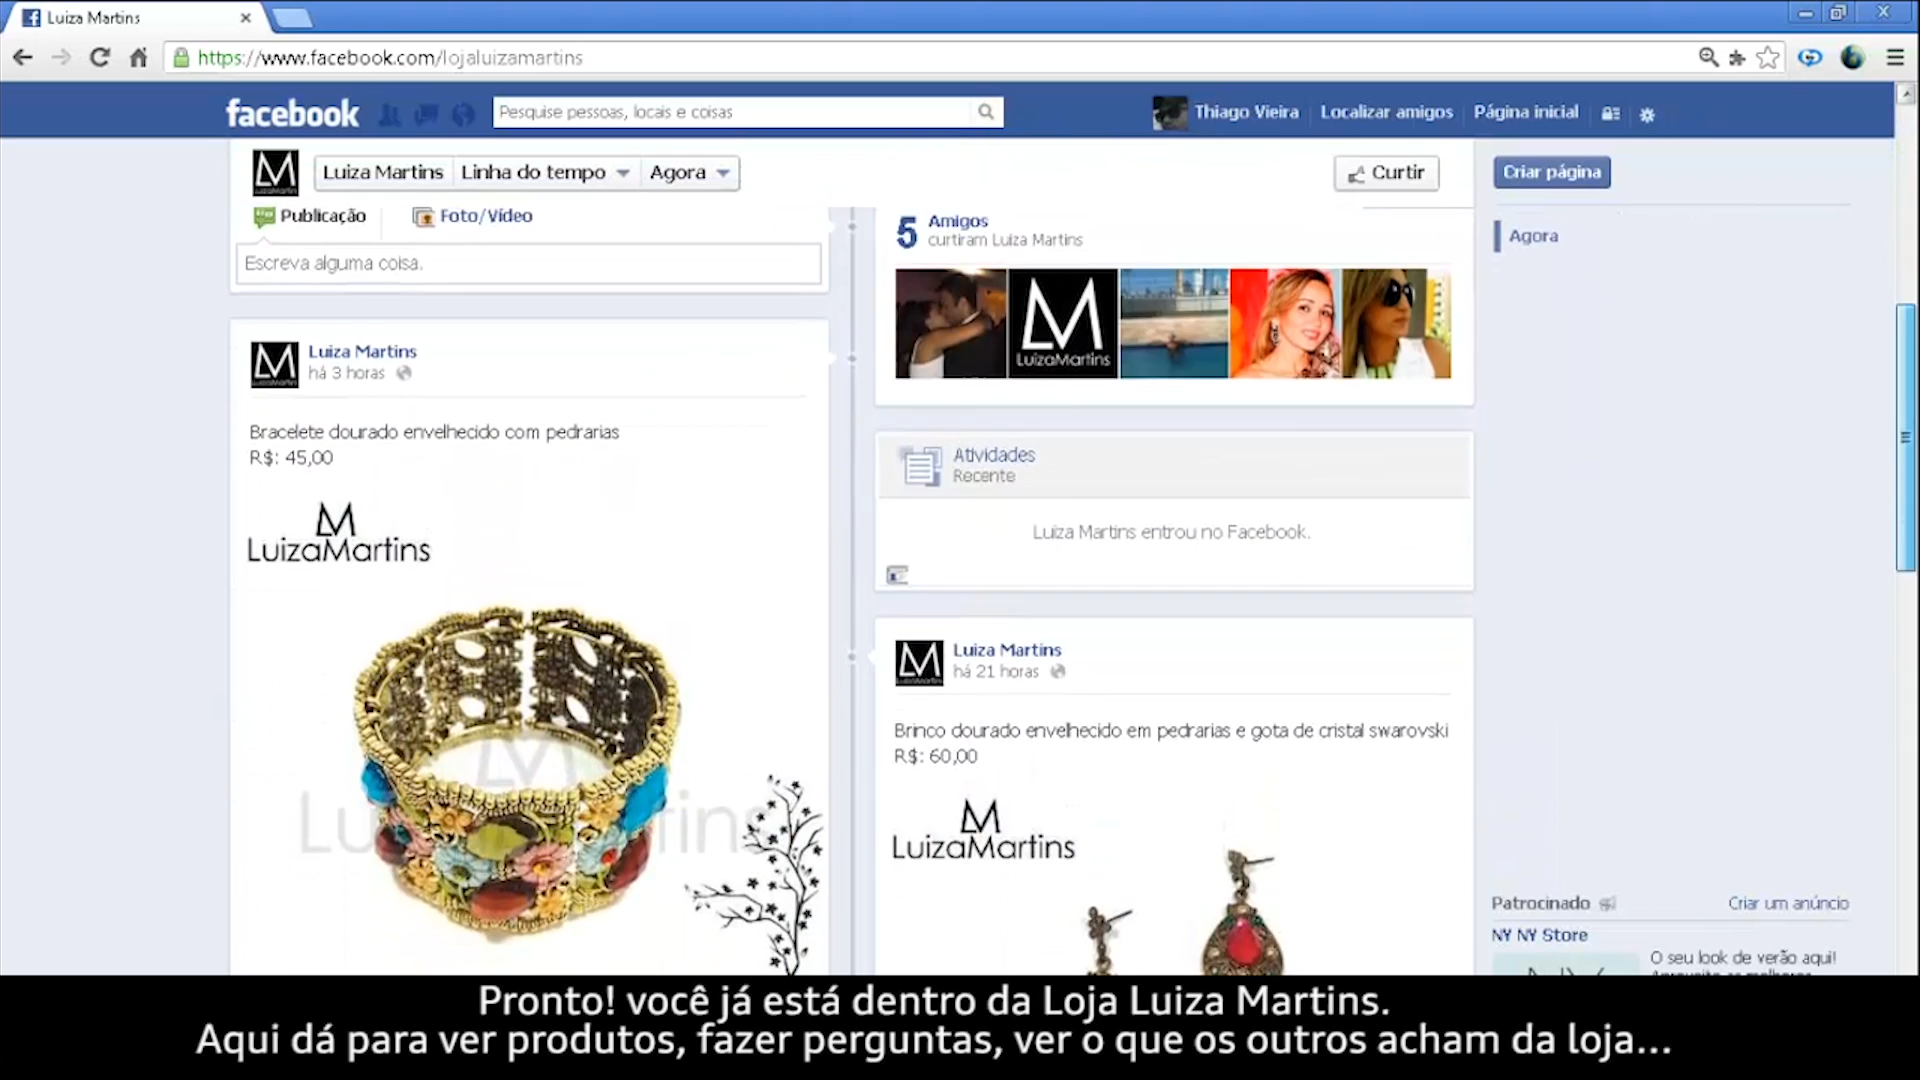 Luiza Martins
https://www.facebook.com/lojaluizamartins
facebook
Pesquise pessoas, locais e coisas
Thiago Vieira
Localizar amigos
Página inicial
LuizaMartins
Luiza Martins
Linha do tempo
Agora
Curtir
Criar página
Agora
Publicação
Foto/Vídeo
Escreva alguma coisa.
Luiza Martins
há 3 horas
Bracelete dourado envelhecido com pedrarias
R$: 45,00
LuizaMartins
5
Amigos
curtiram Luiza Martins
LuizaMartins
Atividades
Recente
Luiza Martins entrou no Facebook.
Luiza Martins
há 21 horas
Brinco dourado envelhecido em pedrarias e gota de cristal swarovski
R$: 60,00
LuizaMartins
Patrocinado
Criar um anúncio
NY NY Store
O seu look de verão aqui!
Pronto! você já está dentro da Loja Luiza Martins.
Aqui dá para ver produtos, fazer perguntas, ver o que os outros acham da loja...